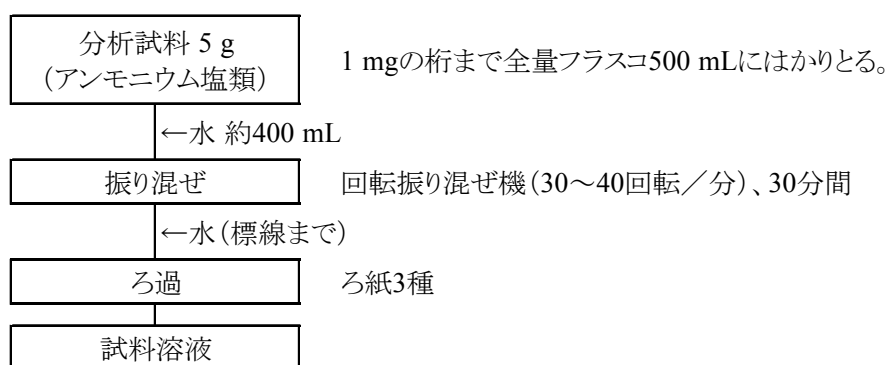 分析試料 5 g
(アンモニウム塩類)
1 mgの桁まで全量フラスコ500 mLにはかりとる。
←水 約400 mL
振り混ぜ
回転振り混ぜ機(30~40回転/分)、30分間
←水(標線まで)
ろ過
ろ紙3種
試料溶液